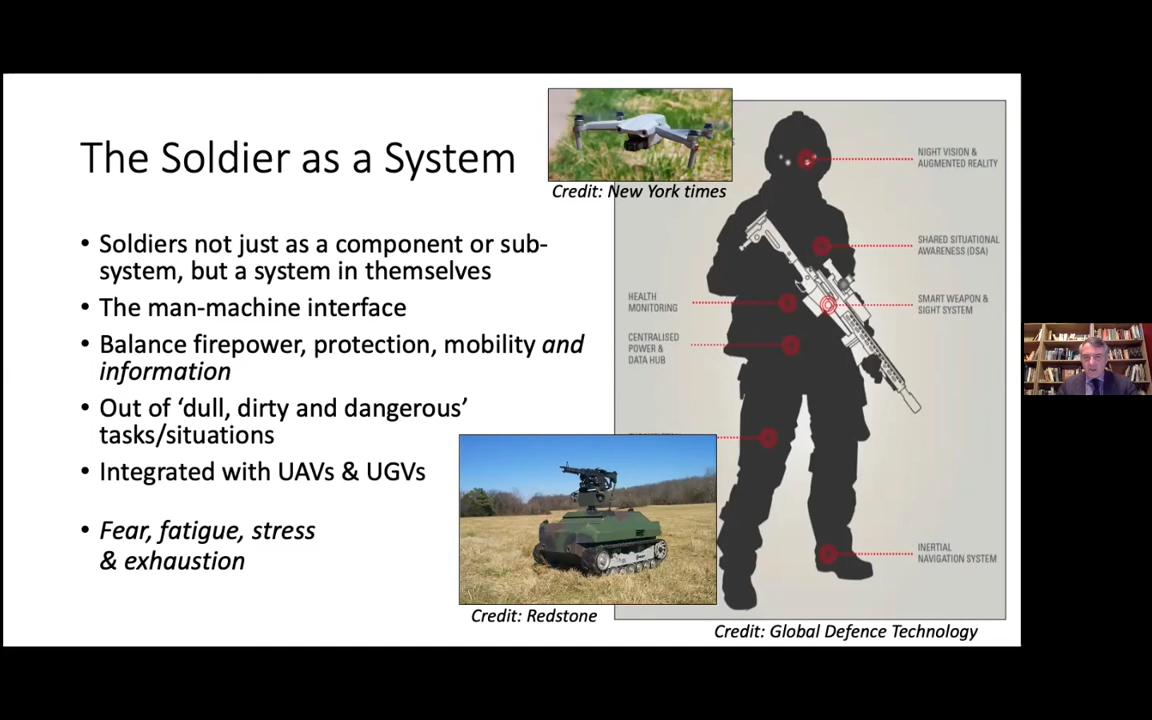 The Soldier as a System
Credit: New York times
• Soldiers not just as a component or sub-
system, but a system in themselves
• The man-machine interface
• Balance firepower, protection, mobility and
information
• Out of ‘dull, dirty and dangerous’
tasks/situations
• Integrated with UAVs & UGVs
• Fear, fatigue, stress
& exhaustion
NIGHT VISION &
AUGMENTED REALITY
SHARED SITUATIONAL
AWARENESS (DSA)
SMART WEAPON &
SIGHT SYSTEM
HEALTH
MONITORING
CENTRALISED
POWER &
DATA HUB
INERTIAL
NAVIGATION SYSTEM
Credit: Redstone
Credit: Global Defence Technology